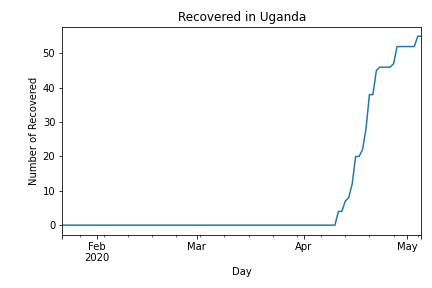 Recovered in Uganda
Number of Recovered
50
40
30
20
10
0
Feb
2020
Mar
Apr
May
Day